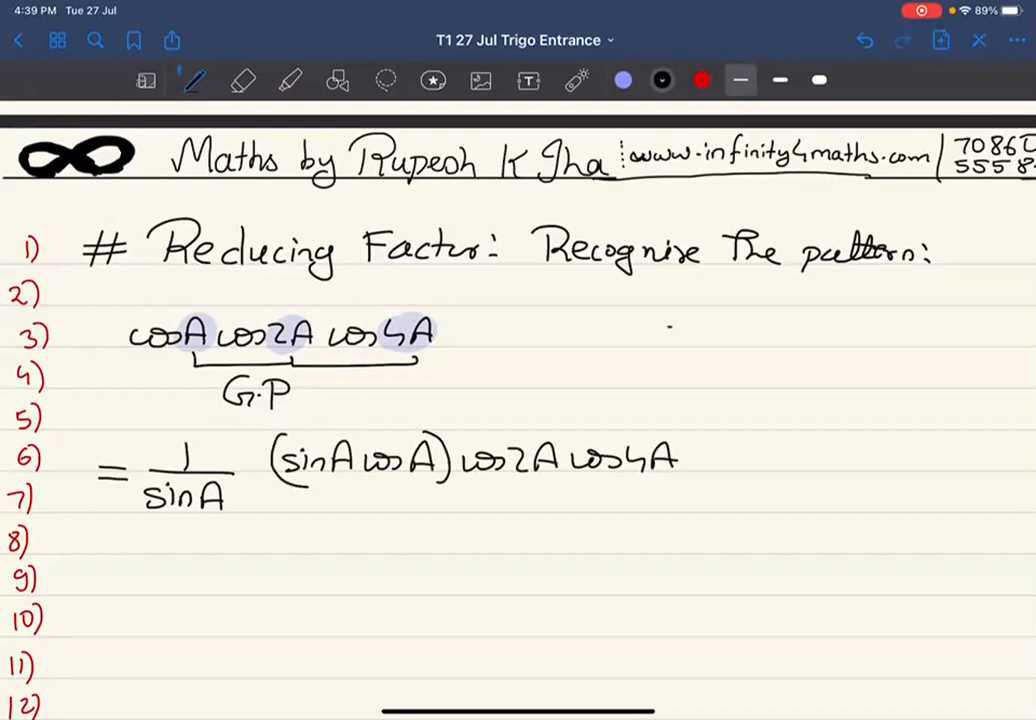 4:39 PM Tue 27 Jul 89%
T1 27 Jul Trigo Entrance
Maths by Rupesh K Jha www.infinity4maths.com 7086
5558
1) # Reducing Factor: Recognise The pattern:
2)
3) cosA cos2A cos4A
4) G.P
5)
6) = 1/sinA (sinA cosA) cos2A cos4A
7)
8)
9)
10)
11)
12)